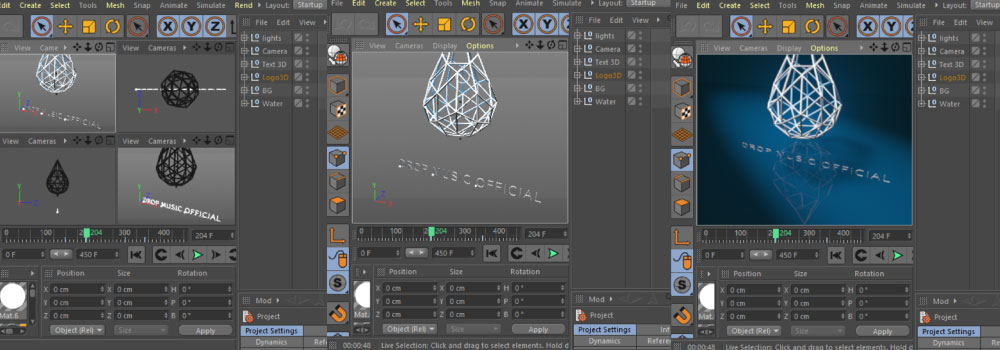 Edit Create Select Tools Mesh Rend Layout: Startup
File Edit View
View Came
View Cameras
lights
Camera
Text 3D
Logo3D
BG
Water
DROP MUSIC OFFICIAL
View Cameras
View Cameras
DROP MUSIC OFFICIAL
0 100 204 300 400 204 F
0 F 450 F
Position Size Rotation
X 0 cm X 0 cm H 0 °
Y 0 cm Y 0 cm P 0 °
Z 0 cm Z 0 cm B 0 °
Mat.6
Object (Rel) Size Apply
Mod
Project
Project Settings
Dynamics
File Edit Create Select Tools Mesh Animate Simulate Layout: Startup
View Cameras Display Options
File Edit View
lights
Camera
Text 3D
Logo3D
BG
Water
DROP MUSIC OFFICIAL
0 100 204 300 400 204 F
0 F 450 F
Position Size Rotation
X 0 cm X 0 cm H 0 °
Y 0 cm Y 0 cm P 0 °
Z 0 cm Z 0 cm B 0 °
Mat
Object (Rel) Size Apply
Mod
Project
Project Settings Inf
Dynamics Refere
00:00:48 Live Selection: Click and drag to select elements. Hold d
File Edit Create Select Tools Mesh Animate Simulate Layout: Startup
View Cameras Display Options
File Edit View
lights
Camera
Text 3D
Logo3D
BG
Water
DROP MUSIC OFFICIAL
0 100 204 300 400 204 F
0 F 450 F
Position Size Rotation
X 0 cm X 0 cm H 0 °
Y 0 cm Y 0 cm P 0 °
Z 0 cm Z 0 cm B 0 °
Mat.6
Object (Rel) Size Apply
Mod
Project
Project Settings
Dynamics
00:00:48 Live Selection: Click and drag to select elements. Hold